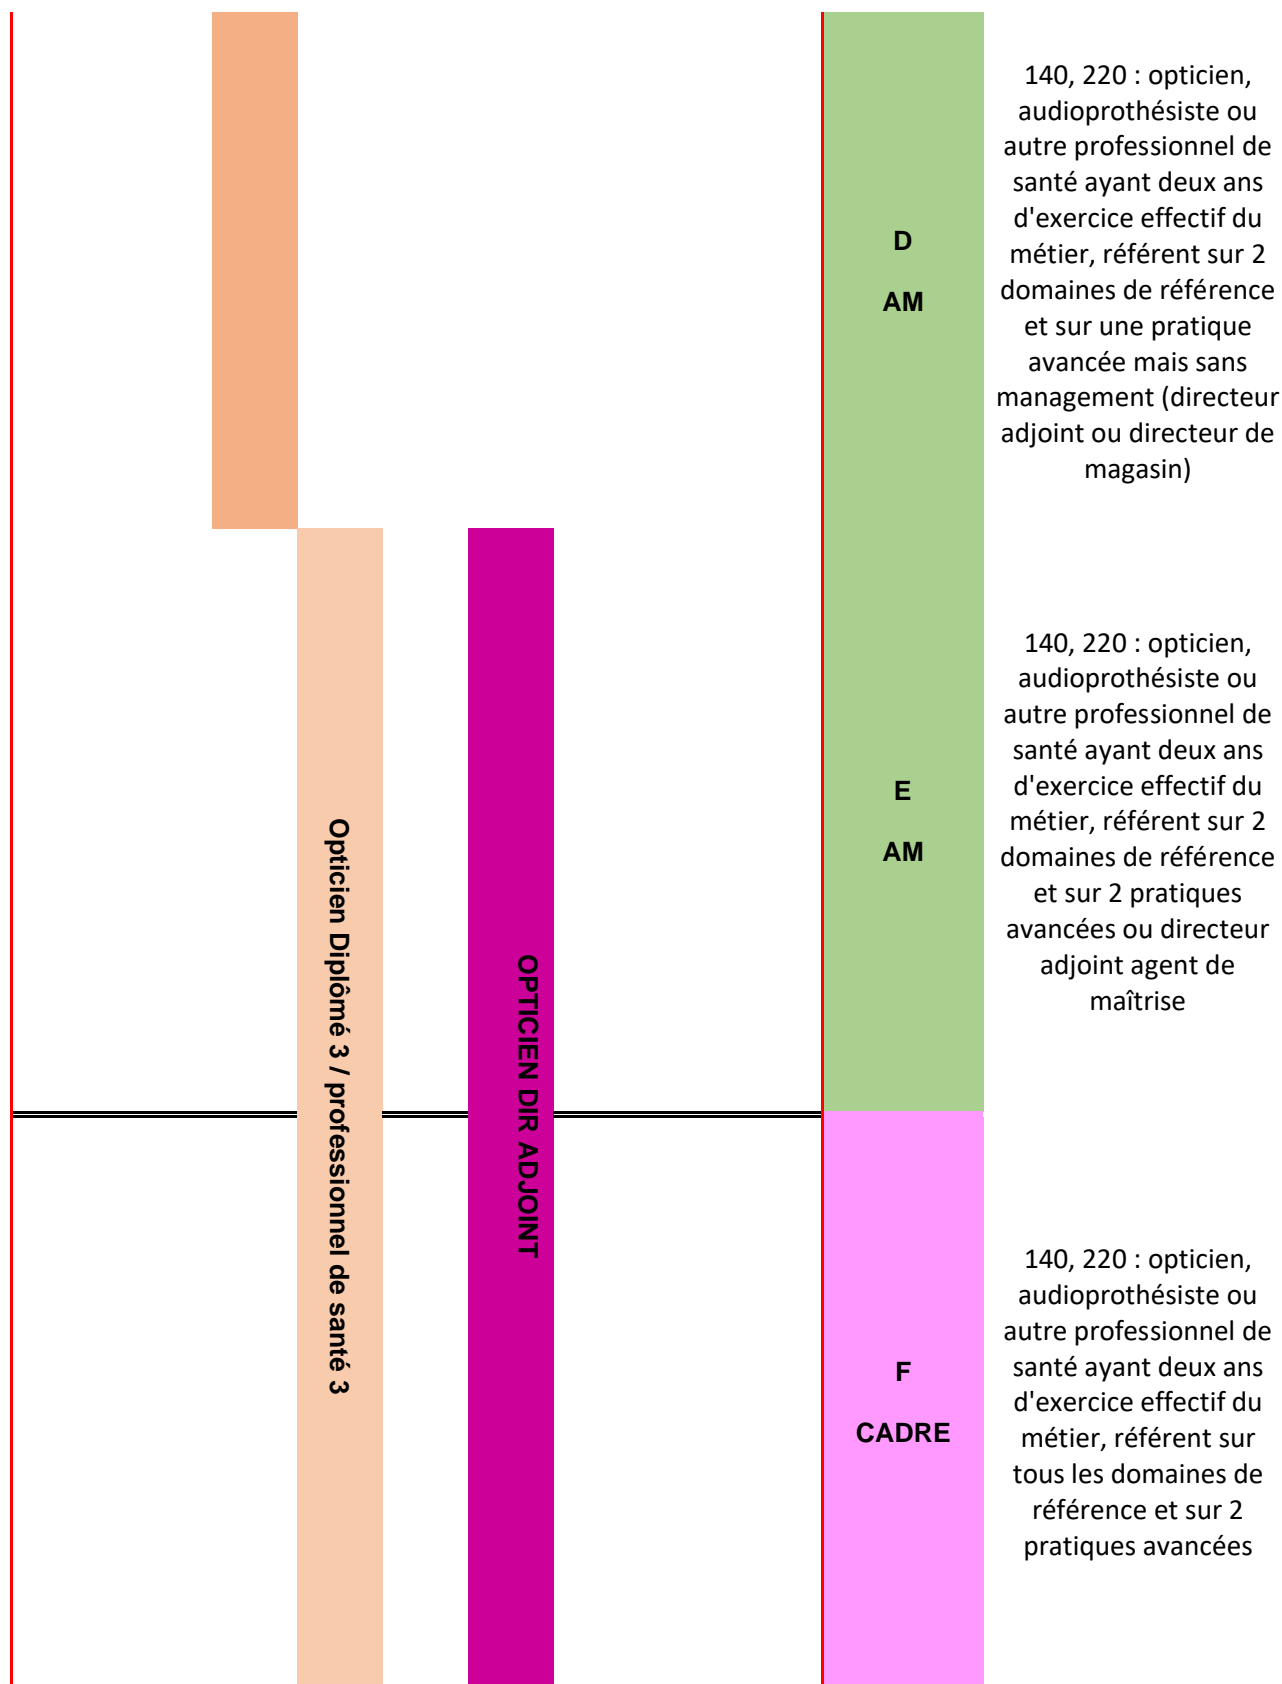 140, 220 : opticien,
audioprothésiste ou
autre professionnel de
santé ayant deux ans
d'exercice effectif du
métier, référent sur 2
domaines de référence
et sur une pratique
avancée mais sans
management (directeur
adjoint ou directeur de
magasin)
D
AM
140, 220 : opticien,
audioprothésiste ou
autre professionnel de
santé ayant deux ans
d'exercice effectif du
métier, référent sur 2
domaines de référence
et sur 2 pratiques
avancées ou directeur
adjoint agent de
maîtrise
E
AM
Opticien Diplômé 3 / professionnel de santé 3
OPTICIEN DIR ADJOINT
F
CADRE
140, 220 : opticien,
audioprothésiste ou
autre professionnel de
santé ayant deux ans
d'exercice effectif du
métier, référent sur
tous les domaines de
référence et sur 2
pratiques avancées